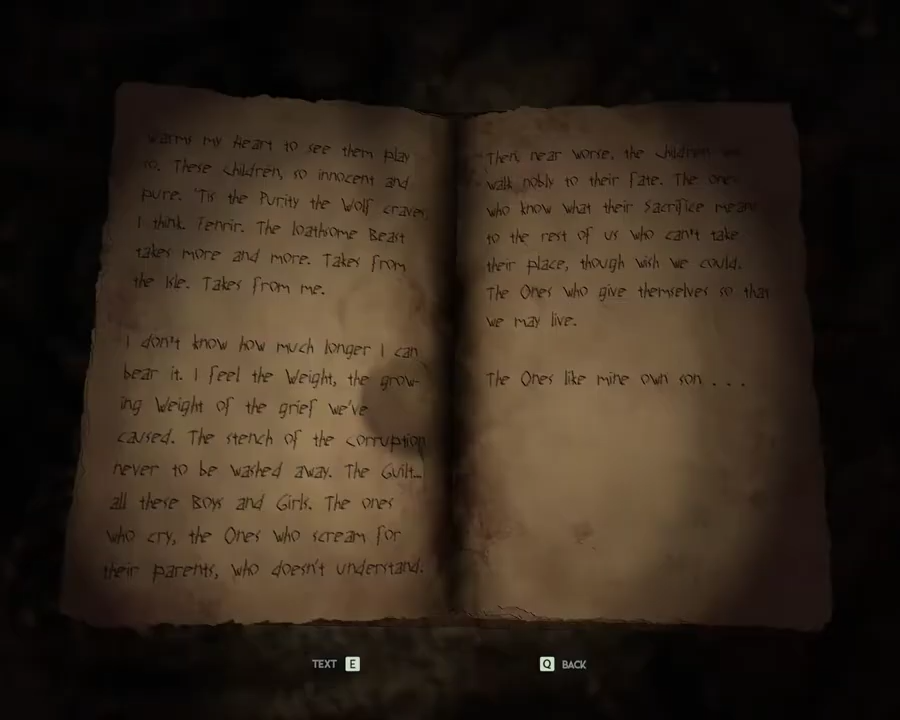 warms my Heart to see them play
so. These children, so innocent and
pure. 'Tis the Purity the Wolf craves,
I think. Fenrir. The loathsome Beast
takes more and more. Takes from
the Isle. Takes from me.
I don't know how much longer I can
bear it. I feel the Weight, the grow-
ing Weight of the grief we've
caused. The stench of the corruption
never to be washed away. The Guilt...
all these Boys and Girls. The ones
who cry, the Ones who scream for
their parents, who doesn't understand.
Then, near worse, the children
walk nobly to their Fate. The ones
who know what their Sacrifice means
to the rest of us who can't take
their place, though wish we could.
The Ones who give themselves so that
we may live.
The Ones like mine own son . . .
TEXT E
Q BACK